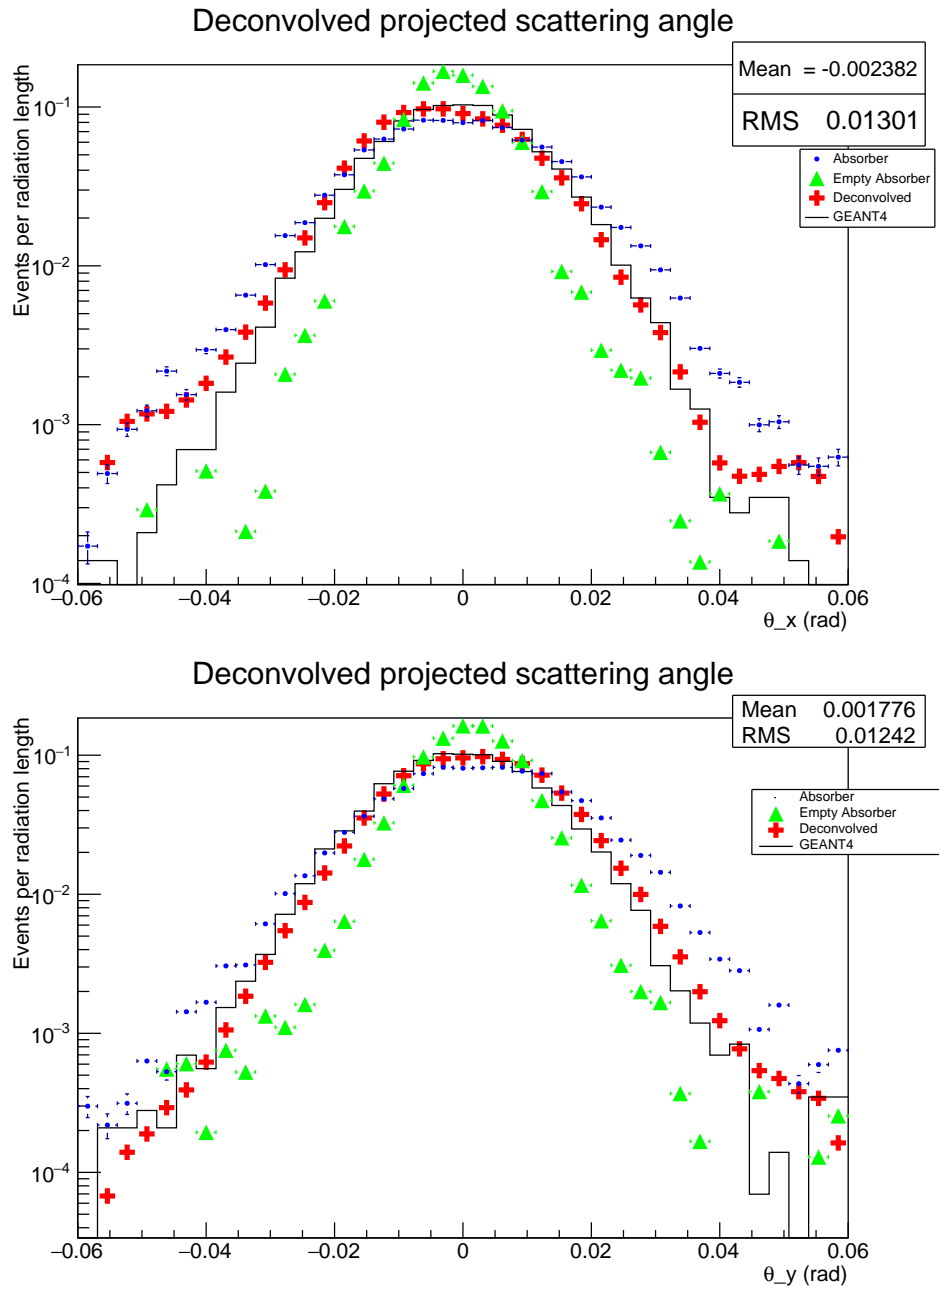 Deconvolved projected scattering angle
Mean = -0.002382
RMS 0.01301
Absorber
Empty Absorber
Deconvolved
GEANT4
Events per radiation length
10⁻¹
10⁻²
10⁻³
10⁻⁴
−0.06 −0.04 −0.02 0 0.02 0.04 0.06
θ_x (rad)
Deconvolved projected scattering angle
Mean 0.001776
RMS 0.01242
Absorber
Empty Absorber
Deconvolved
GEANT4
Events per radiation length
10⁻¹
10⁻²
10⁻³
10⁻⁴
−0.06 −0.04 −0.02 0 0.02 0.04 0.06
θ_y (rad)